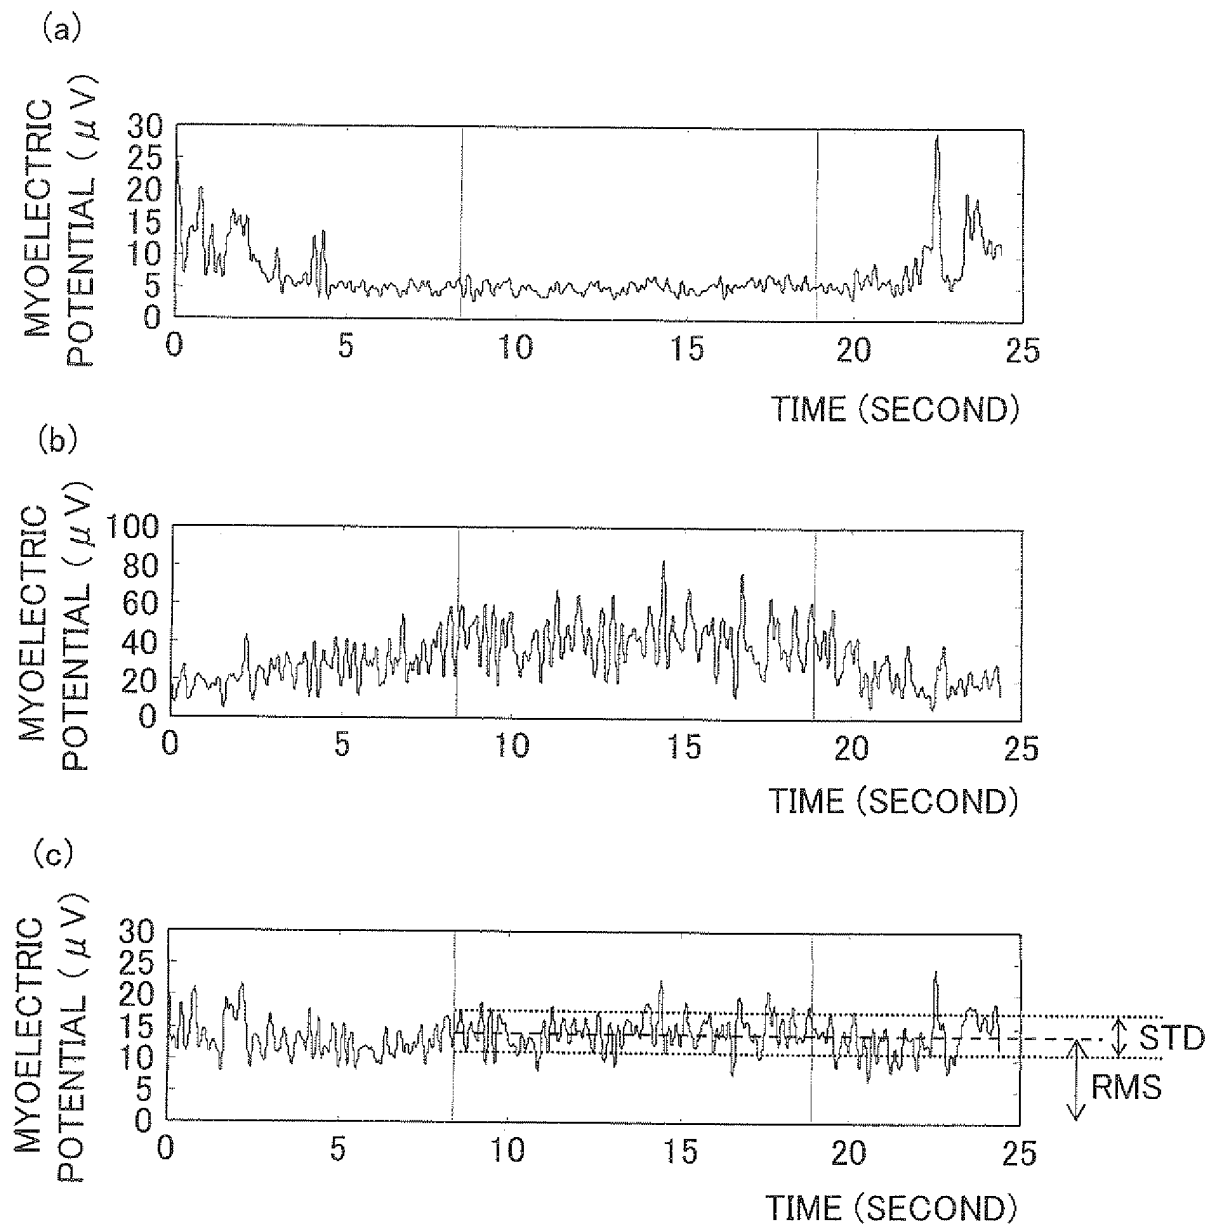 (a)
MYOELECTRIC
POTENTIAL (μV)
30
25
20
15
10
5
0
0 5 10 15 20 25
TIME (SECOND)
(b)
MYOELECTRIC
POTENTIAL (μV)
100
80
60
40
20
0
0 5 10 15 20 25
TIME (SECOND)
(c)
MYOELECTRIC
POTENTIAL (μV)
30
25
20
15
10
5
0
0 5 10 15 20 25
STD
RMS
TIME (SECOND)